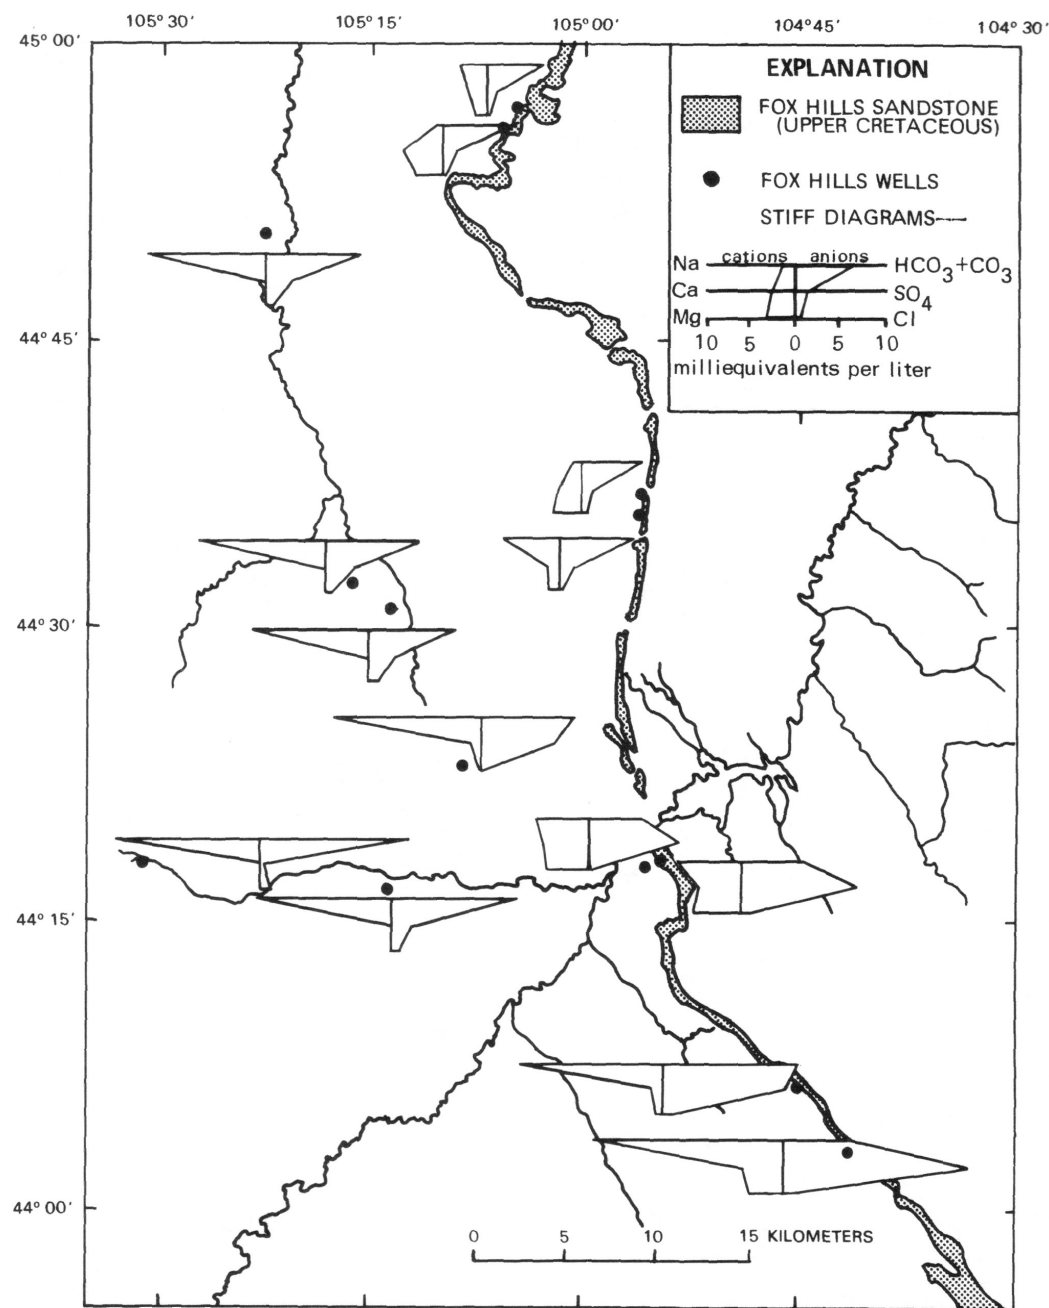 105° 30′ 105° 15′ 105° 00′ 104° 45′ 104° 30′
45° 00′
EXPLANATION
FOX HILLS SANDSTONE
(UPPER CRETACEOUS)
FOX HILLS WELLS
STIFF DIAGRAMS—
cations anions
Na HCO₃+CO₃
Ca SO₄
Mg Cl
10 5 0 5 10
milliequivalents per liter
44° 45′
44° 30′
44° 15′
44° 00′
0 5 10 15 KILOMETERS